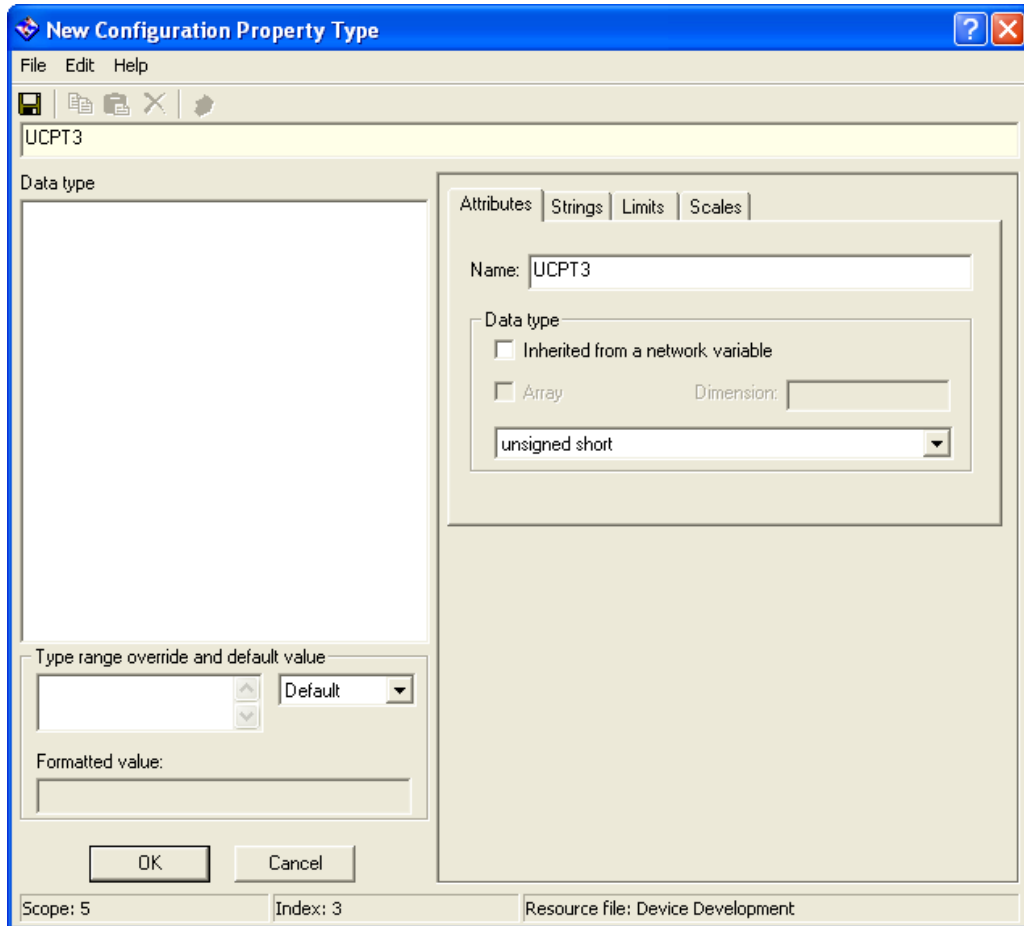 New Configuration Property Type
File Edit Help
UCPT3
Data type
Attributes Strings Limits Scales
Name: UCPT3
Data type
Inherited from a network variable
Array Dimension:
unsigned short
Type range override and default value
Default
Formatted value:
OK Cancel
Scope: 5 Index: 3 Resource file: Device Development